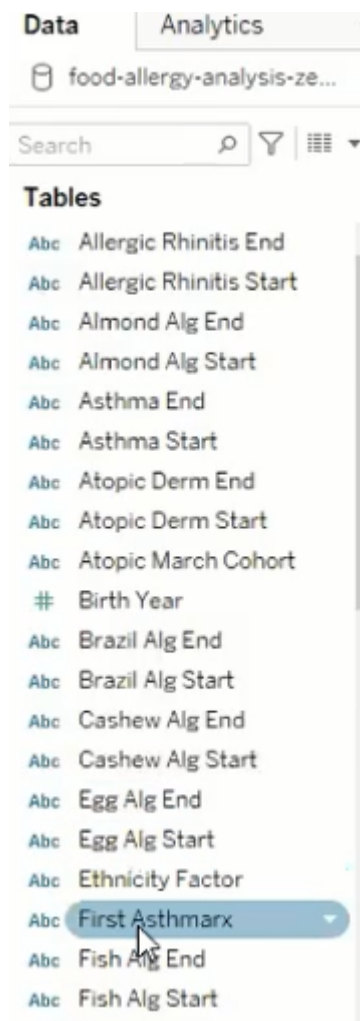 Data Analytics
food-allergy-analysis-ze...
Search
Tables
Abc Allergic Rhinitis End
Abc Allergic Rhinitis Start
Abc Almond Alg End
Abc Almond Alg Start
Abc Asthma End
Abc Asthma Start
Abc Atopic Derm End
Abc Atopic Derm Start
Abc Atopic March Cohort
# Birth Year
Abc Brazil Alg End
Abc Brazil Alg Start
Abc Cashew Alg End
Abc Cashew Alg Start
Abc Egg Alg End
Abc Egg Alg Start
Abc Ethnicity Factor
Abc First Asthmarx
Abc Fish Alg End
Abc Fish Alg Start